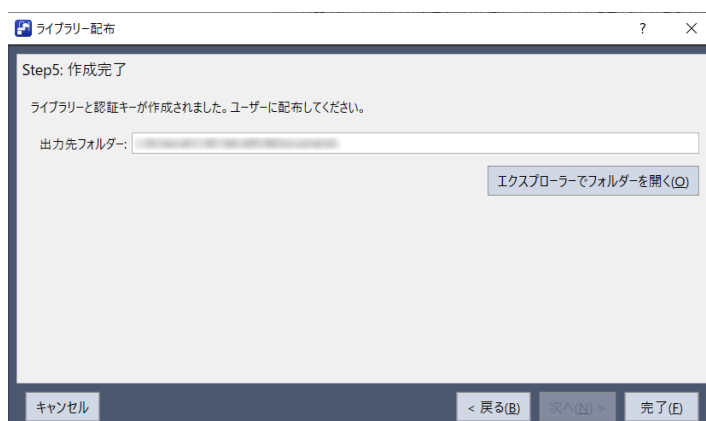 ライブラリー配布
? ×
Step5: 作成完了
ライブラリーと認証キーが作成されました。ユーザーに配布してください。
出力先フォルダー:
エクスプローラーでフォルダーを開く(O)
キャンセル
< 戻る(B)
次へ(N) >
完了(F)